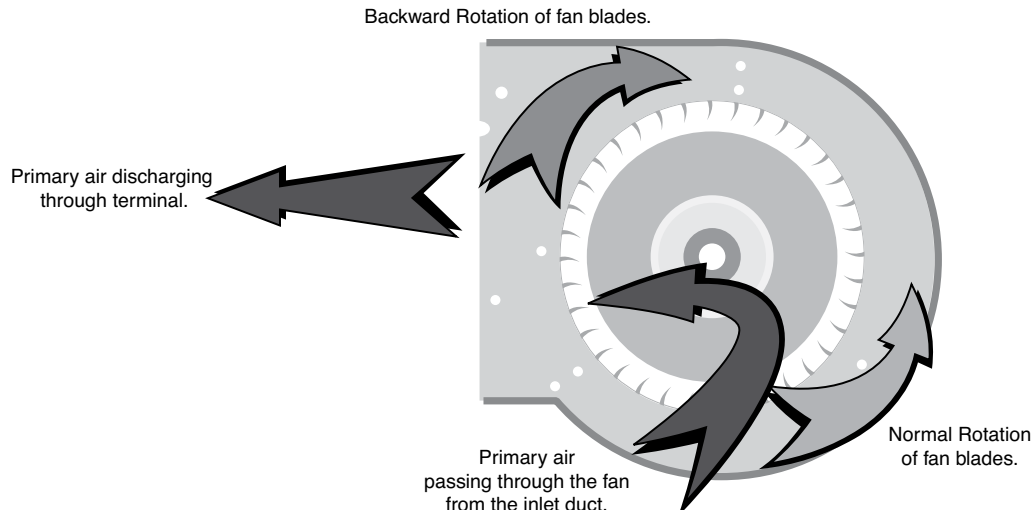 Backward Rotation of fan blades.
Primary air discharging
through terminal.
Normal Rotation
of fan blades.
Primary air
passing through the fan
from the inlet duct.